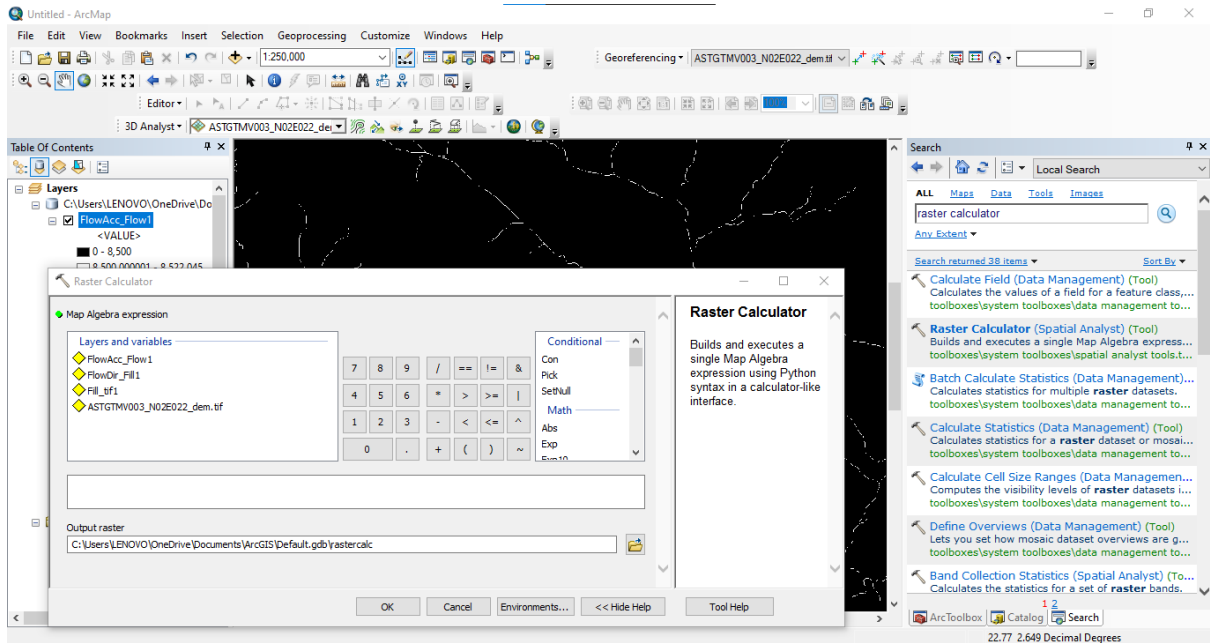 Untitled - ArcMap
File Edit View Bookmarks Insert Selection Geoprocessing Customize Windows Help
1:250,000
Georeferencing
ASTGTMV003_N02E022_dem.tif
Editor
3D Analyst
ASTGTMV003_N02E022_de
Table Of Contents
Layers
C:\Users\LENOVO\OneDrive\Do
FlowAcc_Flow1
<VALUE>
0 - 8,500
8,500.000001 - 8,522,045
Raster Calculator
Map Algebra expression
Layers and variables
FlowAcc_Flow1
FlowDir_Fill1
Fill_tif1
ASTGTMV003_N02E022_dem.tif
7 8 9 / == != &
4 5 6 * > >= |
1 2 3 - < <= ^
0 . + ( ) ~
Conditional
Con
Pick
SetNull
Math
Abs
Exp
Exp10
Output raster
C:\Users\LENOVO\OneDrive\Documents\ArcGIS\Default.gdb\rastercalc
OK Cancel Environments... << Hide Help Tool Help
Raster Calculator
Builds and executes a
single Map Algebra
expression using Python
syntax in a calculator-like
interface.
Search
Local Search
ALL Maps Data Tools Images
raster calculator
Any Extent
Search returned 38 items Sort By
Calculate Field (Data Management) (Tool)
Calculates the values of a field for a feature class,...
toolboxes\system toolboxes\data management to...
Raster Calculator (Spatial Analyst) (Tool)
Builds and executes a single Map Algebra express...
toolboxes\system toolboxes\spatial analyst tools.t...
Batch Calculate Statistics (Data Management)...
Calculates statistics for multiple raster datasets.
toolboxes\system toolboxes\data management to...
Calculate Statistics (Data Management) (Tool)
Calculates statistics for a raster dataset or mosai...
toolboxes\system toolboxes\data management to...
Calculate Cell Size Ranges (Data Managemen...
Computes the visibility levels of raster datasets i...
toolboxes\system toolboxes\data management to...
Define Overviews (Data Management) (Tool)
Lets you set how mosaic dataset overviews are g...
toolboxes\system toolboxes\data management to...
Band Collection Statistics (Spatial Analyst) (To...
Calculates the statistics for a set of raster bands.
1 2
ArcToolbox Catalog Search
22.77 2.649 Decimal Degrees